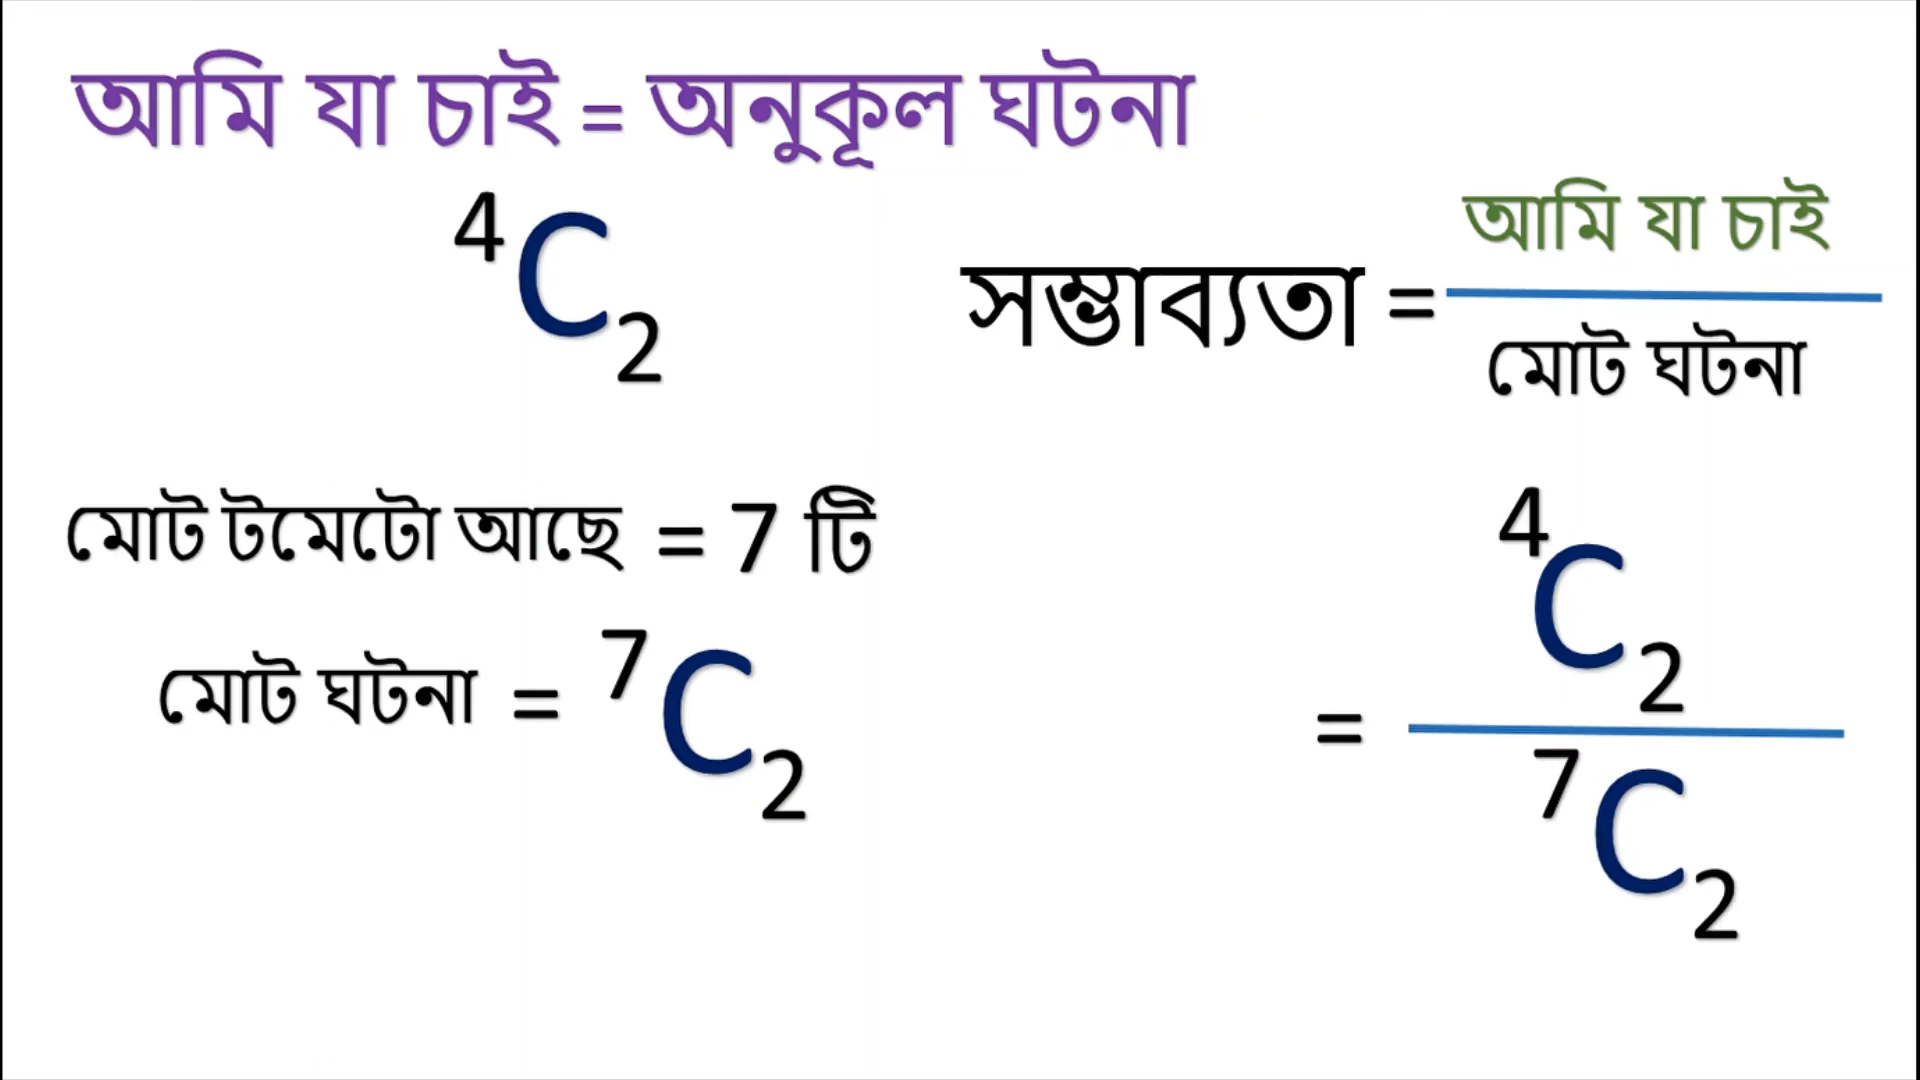 আমি যা চাই = অনুকূল ঘটনা
⁴C₂
মোট টমেটো আছে = 7 টি
মোট ঘটনা = ⁷C₂
আমি যা চাই
সম্ভাব্যতা =
মোট ঘটনা
⁴C₂
=
⁷C₂